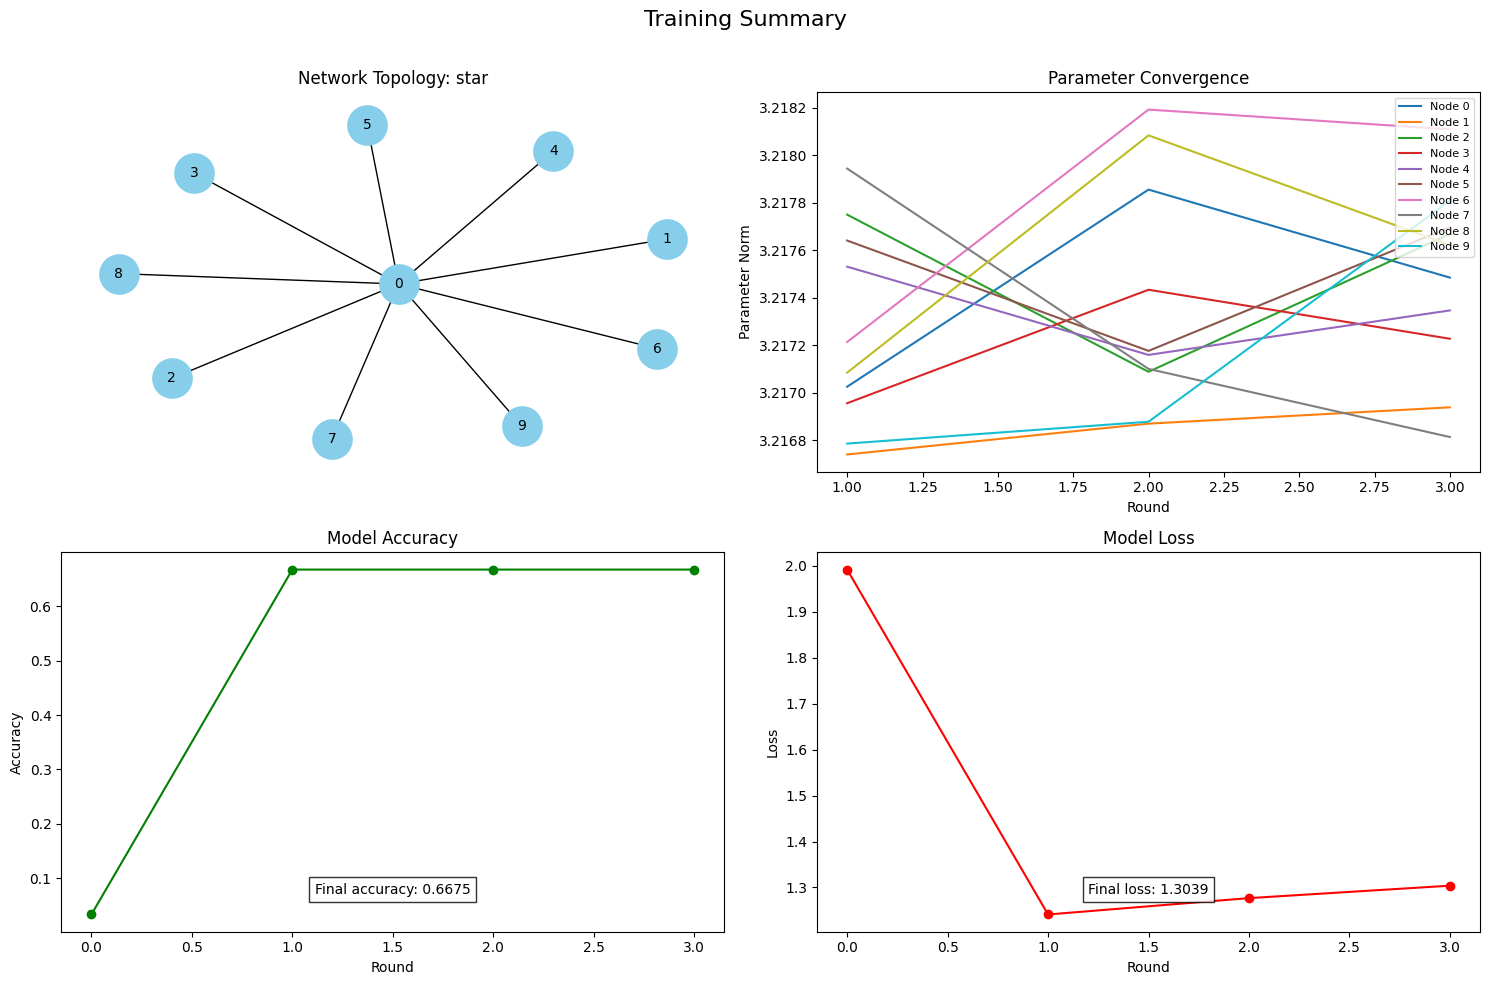 Training Summary
Network Topology: star
5
4
3
1
8
0
6
2
9
7
Parameter Convergence
Parameter Norm
3.2182
3.2180
3.2178
3.2176
3.2174
3.2172
3.2170
3.2168
Node 0
Node 1
Node 2
Node 3
Node 4
Node 5
Node 6
Node 7
Node 8
Node 9
1.00 1.25 1.50 1.75 2.00 2.25 2.50 2.75 3.00
Round
Model Accuracy
Accuracy
0.6
0.5
0.4
0.3
0.2
0.1
Final accuracy: 0.6675
0.0 0.5 1.0 1.5 2.0 2.5 3.0
Round
Model Loss
Loss
2.0
1.9
1.8
1.7
1.6
1.5
1.4
1.3
Final loss: 1.3039
0.0 0.5 1.0 1.5 2.0 2.5 3.0
Round